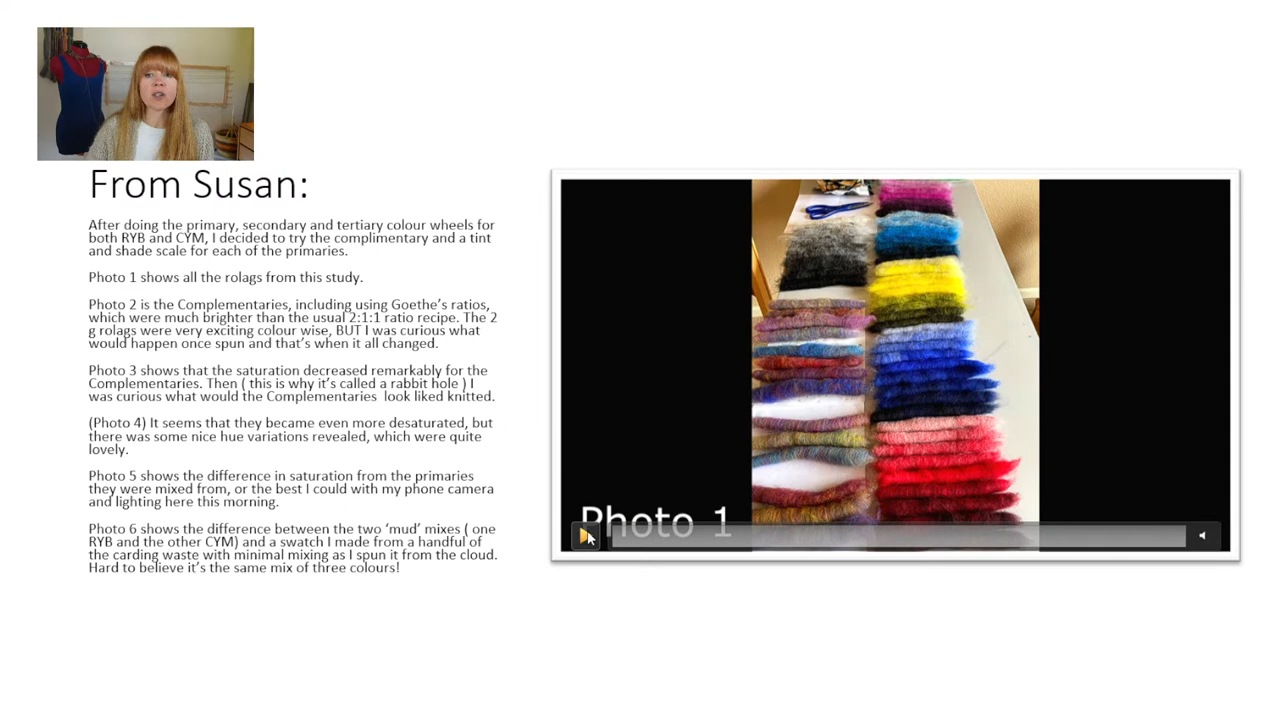 From Susan:
After doing the primary, secondary and tertiary colour wheels for
both RYB and CYM, I decided to try the complimentary and a tint
and shade scale for each of the primaries.
Photo 1 shows all the rolags from this study.
Photo 2 is the Complementaries, including using Goethe's ratios,
which were much brighter than the usual 2:1:1 ratio recipe. The 2
g rolags were very exciting colour wise, BUT I was curious what
would happen once spun and that's when it all changed.
Photo 3 shows that the saturation decreased remarkably for the
Complementaries. Then ( this is why it's called a rabbit hole ) I
was curious what would the Complementaries look liked knitted.
(Photo 4) It seems that they became even more desaturated, but
there was some nice hue variations revealed, which were quite
lovely.
Photo 5 shows the difference in saturation from the primaries
they were mixed from, or the best I could with my phone camera
and lighting here this morning.
Photo 6 shows the difference between the two 'mud' mixes ( one
RYB and the other CYM) and a swatch I made from a handful of
the carding waste with minimal mixing as I spun it from the cloud.
Hard to believe it's the same mix of three colours!
Photo 1